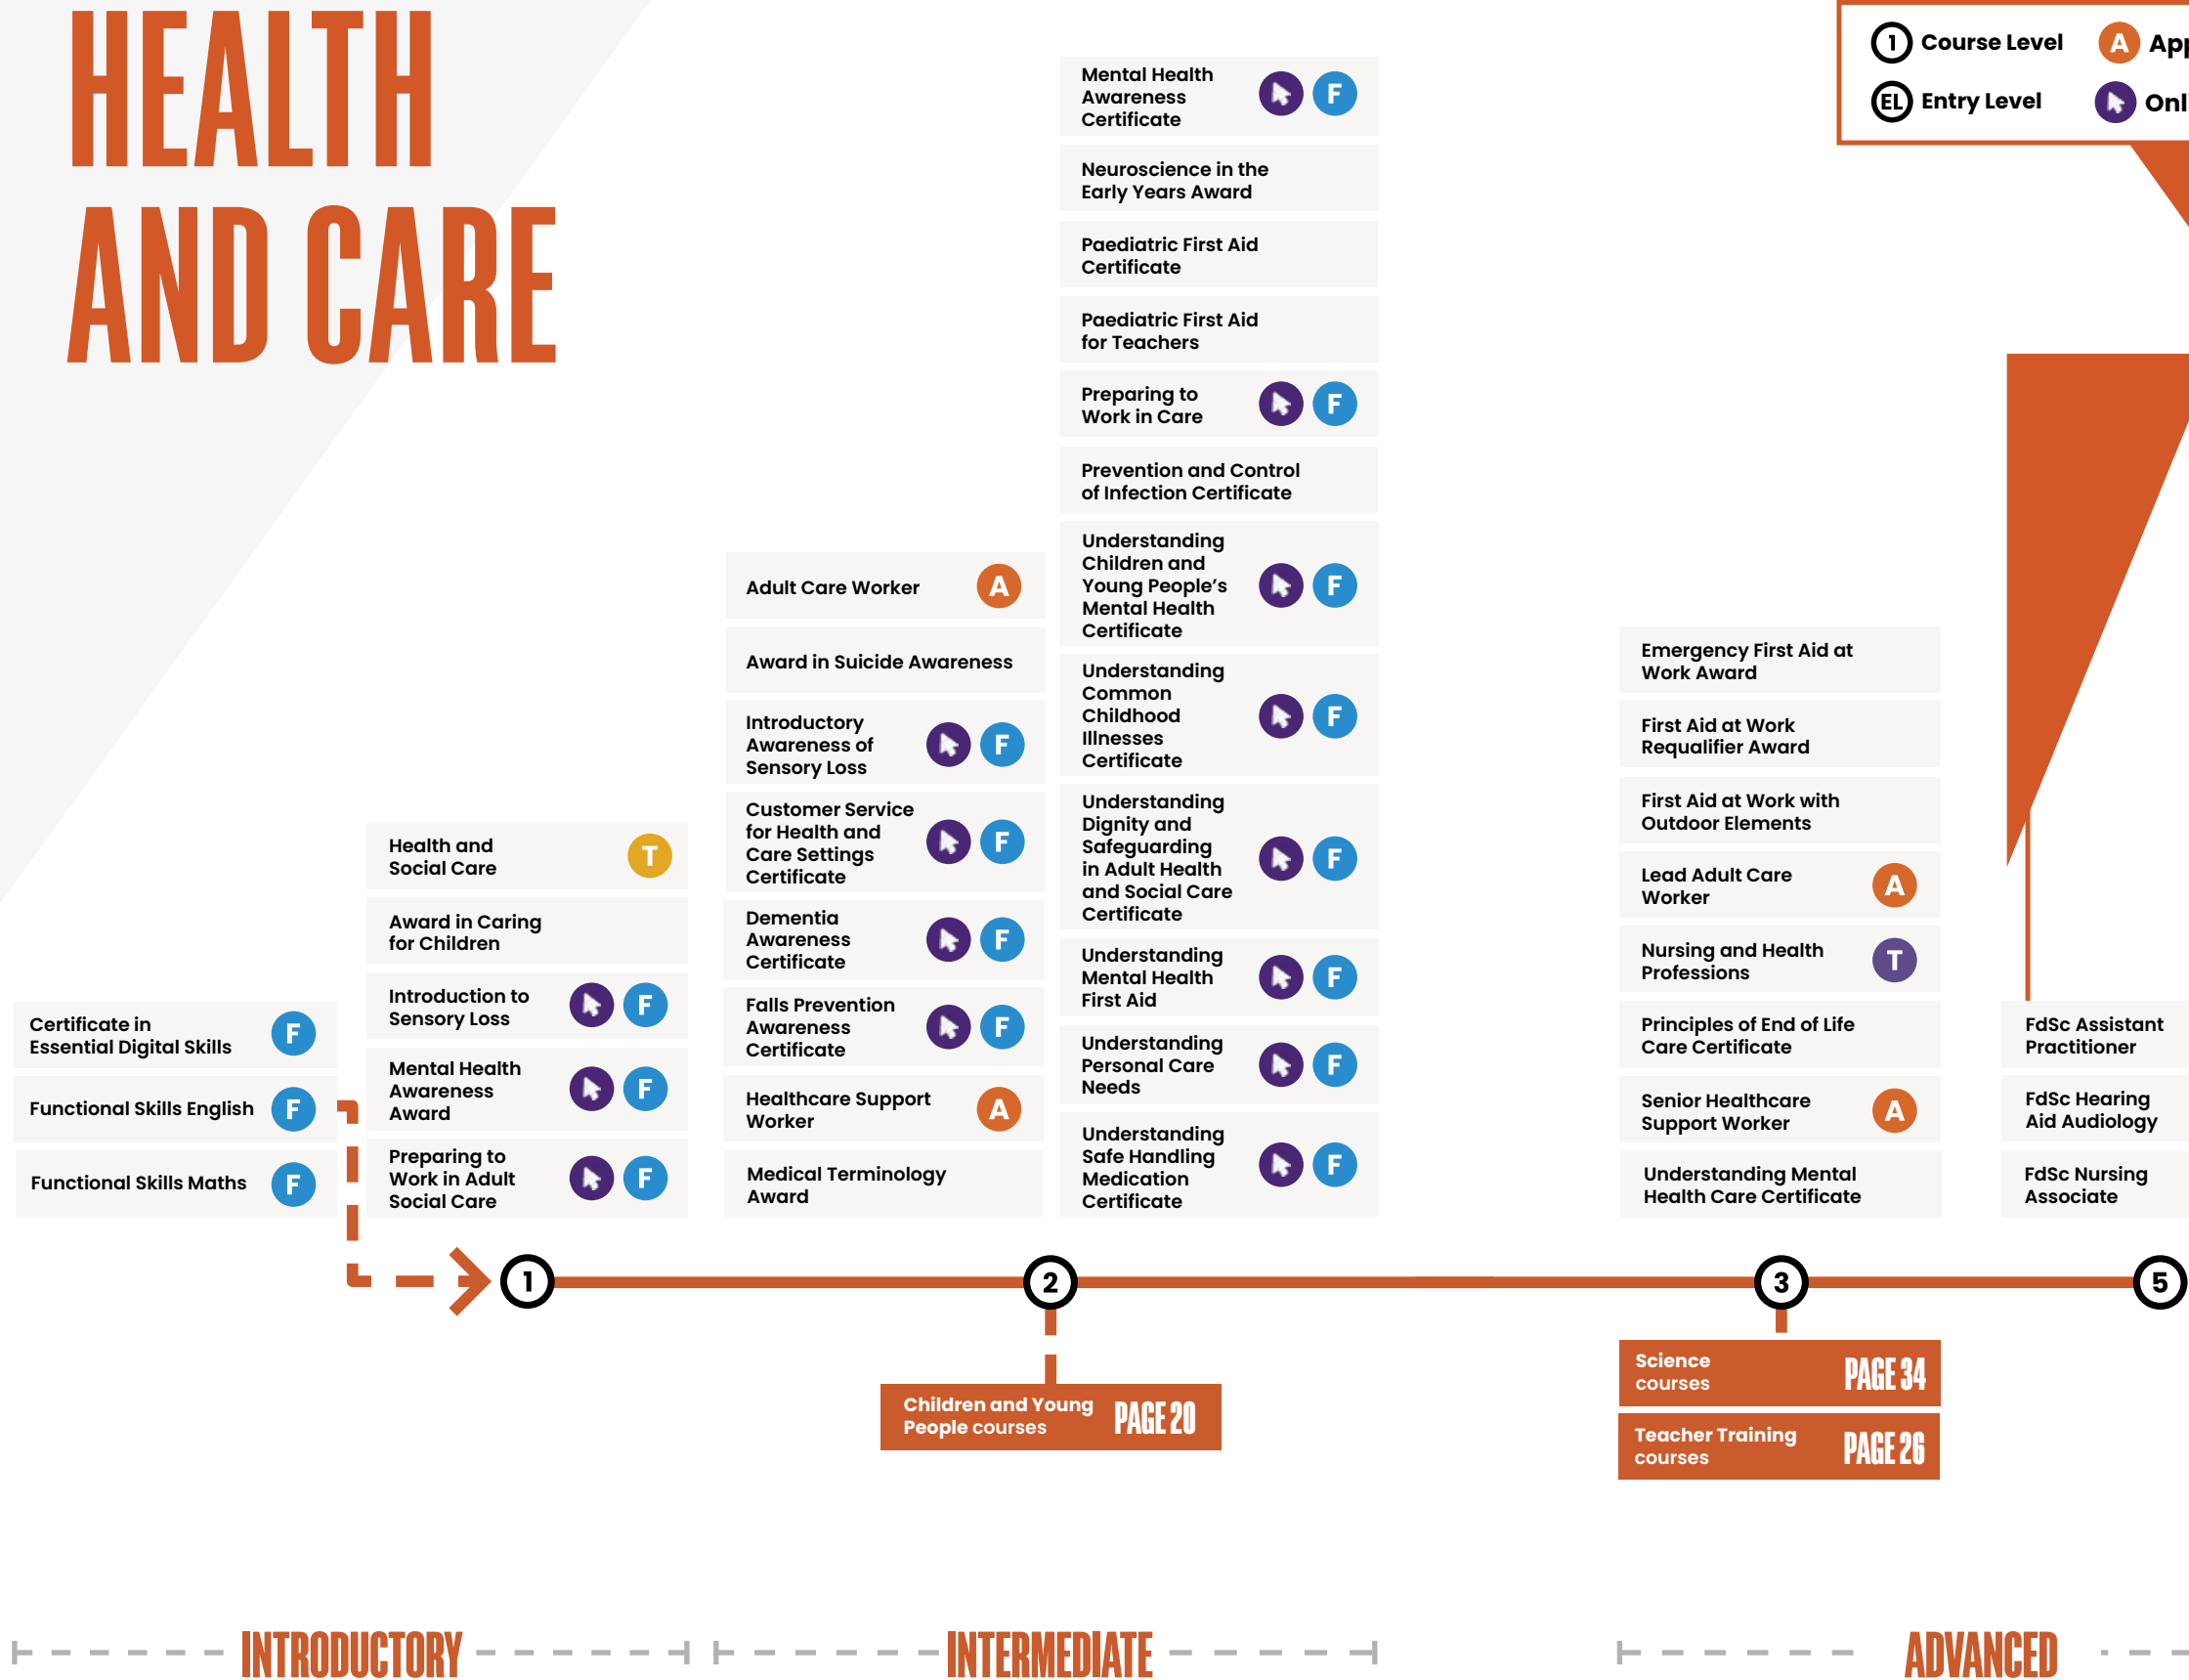 HEALTH
AND CARE
1 Course Level
A
EL Entry Level
Certificate in
Essential Digital Skills
F
Functional Skills English
F
Functional Skills Maths
F
Health and
Social Care
T
Award in Caring
for Children
Introduction to
Sensory Loss
F
Mental Health
Awareness
Award
F
Preparing to
Work in Adult
Social Care
F
Adult Care Worker
A
Award in Suicide Awareness
Introductory
Awareness of
Sensory Loss
F
Customer Service
for Health and
Care Settings
Certificate
F
Dementia
Awareness
Certificate
F
Falls Prevention
Awareness
Certificate
F
Healthcare Support
Worker
A
Medical Terminology
Award
Mental Health
Awareness
Certificate
F
Neuroscience in the
Early Years Award
Paediatric First Aid
Certificate
Paediatric First Aid
for Teachers
Preparing to
Work in Care
F
Prevention and Control
of Infection Certificate
Understanding
Children and
Young People’s
Mental Health
Certificate
F
Understanding
Common
Childhood
Illnesses
Certificate
F
Understanding
Dignity and
Safeguarding
in Adult Health
and Social Care
Certificate
F
Understanding
Mental Health
First Aid
F
Understanding
Personal Care
Needs
F
Understanding
Safe Handling
Medication
Certificate
F
Emergency First Aid at
Work Award
First Aid at Work
Requalifier Award
First Aid at Work with
Outdoor Elements
Lead Adult Care
Worker
A
Nursing and Health
Professions
T
Principles of End of Life
Care Certificate
Senior Healthcare
Support Worker
A
Understanding Mental
Health Care Certificate
FdSc Assistant
Practitioner
FdSc Hearing
Aid Audiology
FdSc Nursing
Associate
1
2
3
5
Children and Young
People courses
PAGE 20
Science
courses
PAGE 34
Teacher Training
courses
PAGE 26
INTRODUCTORY
INTERMEDIATE
ADVANCED